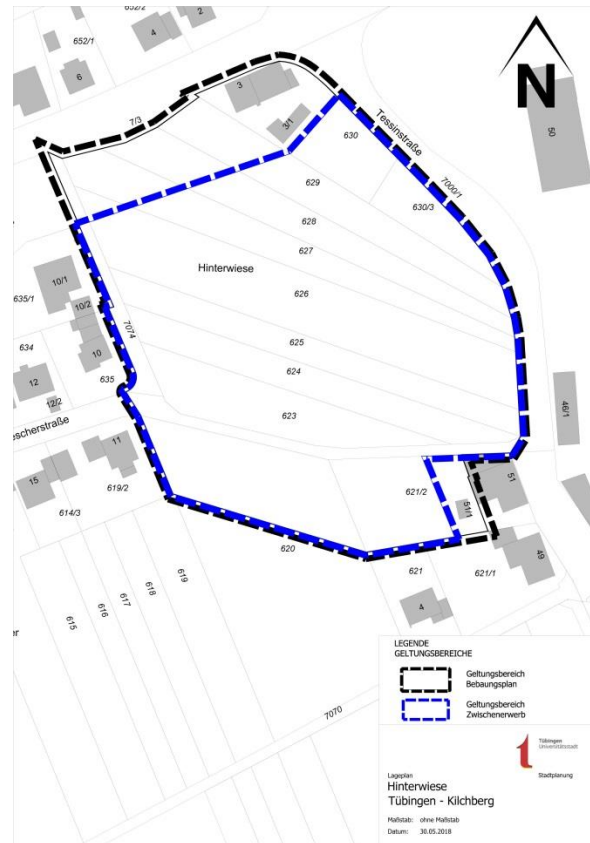 652/2
652/1
4
2
6
3
3/1
7/3
N
50
Tessinstraße
630
7000/1
630/3
629
628
627
Hinterwiese
626
10/1
635/1
10/2
7074
634
10
625
624
635
12
12/2
623
46/1
escherstraße
11
15
619/2
51
621/2
51/1
614/3
620
49
621
621/1
619
618
617
616
615
4
er
7070
LEGENDE
GELTUNGSBEREICHE
Geltungsbereich
Bebaungsplan
Geltungsbereich
Zwischenerwerb
Tübingen
Universitätsstadt
Stadtplanung
Lageplan
Hinterwiese
Tübingen - Kilchberg
Maßstab: ohne Maßstab
Datum: 30.05.2018